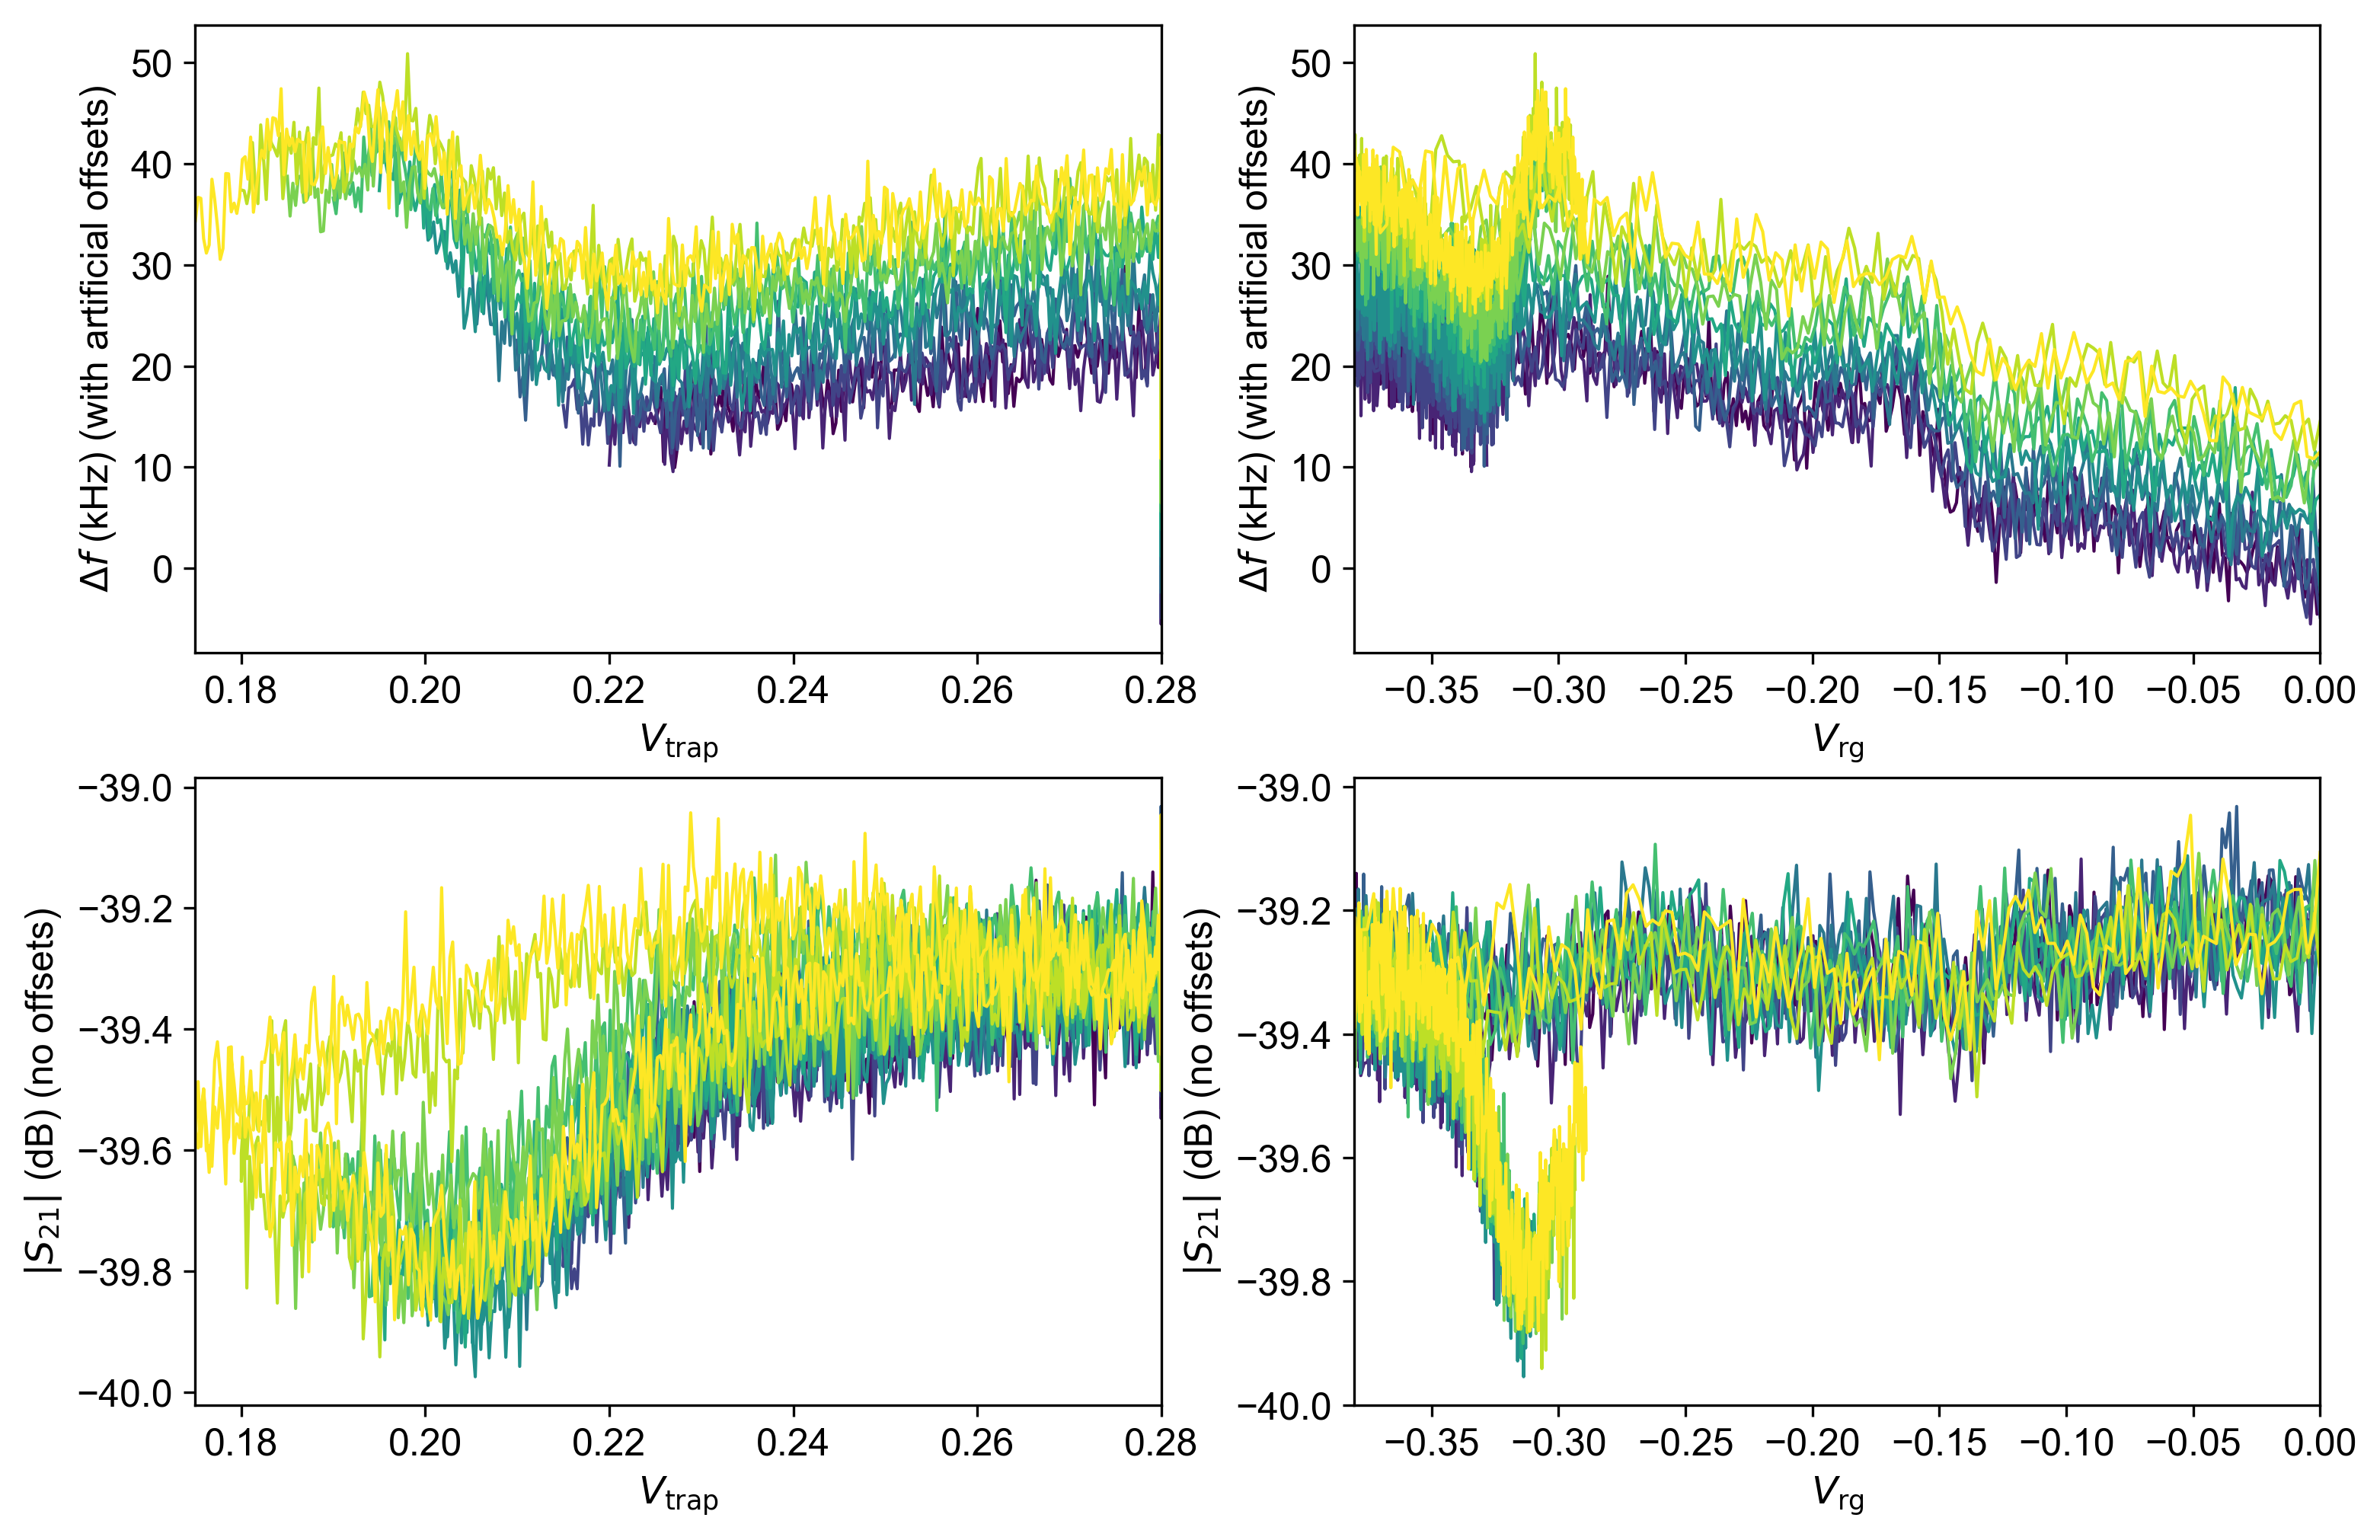 50
40
30
20
10
0
Δf (kHz) (with artificial offsets)
0.18 0.20 0.22 0.24 0.26 0.28
V_trap
50
40
30
20
10
0
Δf (kHz) (with artificial offsets)
−0.35 −0.30 −0.25 −0.20 −0.15 −0.10 −0.05 0.00
V_rg
−39.0
−39.2
−39.4
−39.6
−39.8
−40.0
|S_21| (dB) (no offsets)
0.18 0.20 0.22 0.24 0.26 0.28
V_trap
−39.0
−39.2
−39.4
−39.6
−39.8
−40.0
|S_21| (dB) (no offsets)
−0.35 −0.30 −0.25 −0.20 −0.15 −0.10 −0.05 0.00
V_rg